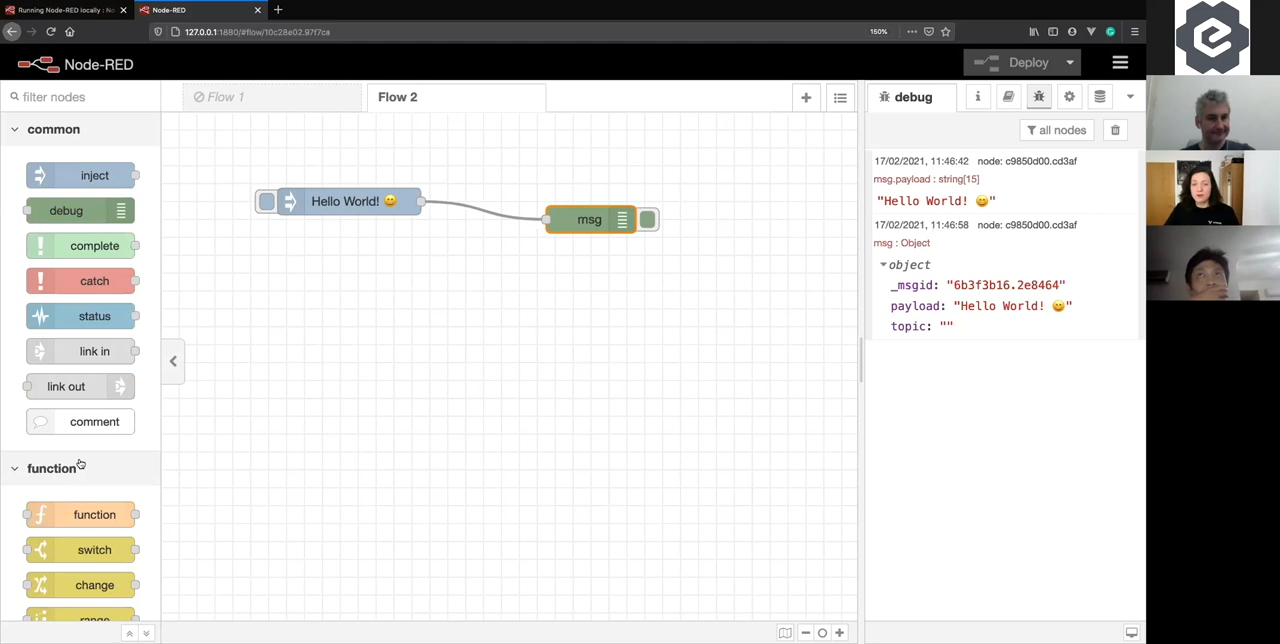 Running Node-RED locally : No
Node-RED
127.0.0.1:1880/#flow/10c28e02.97f7ca
150%
Node-RED
Deploy
filter nodes
Flow 1
Flow 2
debug
i
all nodes
common
inject
debug
complete
catch
status
link in
link out
comment
function
function
switch
change
range
Hello World! 😀
msg
17/02/2021, 11:46:42 node: c9850d00.cd3af
msg.payload : string[15]
"Hello World! 😀"
17/02/2021, 11:46:58 node: c9850d00.cd3af
msg : Object
object
_msgid: "6b3f3b16.2e8464"
payload: "Hello World! 😀"
topic: ""